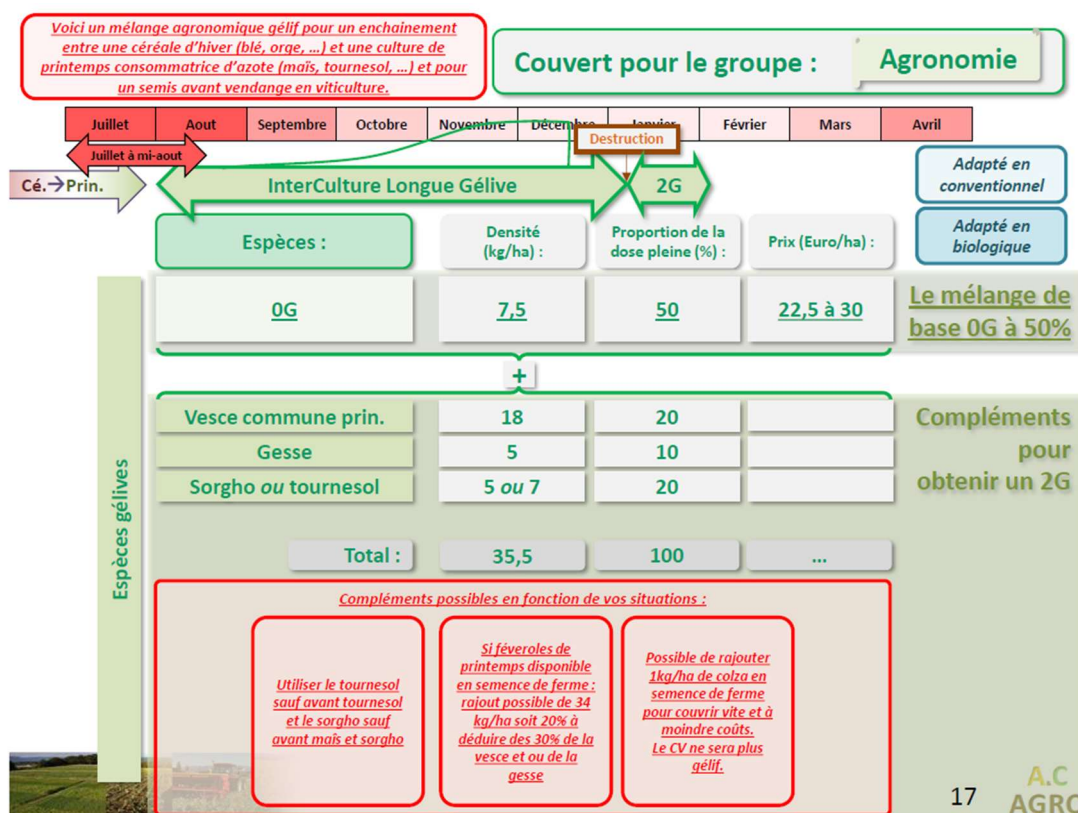 Voici un mélange agronomique gélif pour un enchainement
entre une céréale d'hiver (blé, orge, ...) et une culture de
printemps consommatrice d'azote (maïs, tournesol, ...) et pour
un semis avant vendange en viticulture.
Couvert pour le groupe :
Agronomie
Juillet
Aout
Septembre
Octobre
Novembre
Décembre
Janvier
Février
Mars
Avril
Destruction
Juillet à mi-aout
Cé.→Prin.
InterCulture Longue Gélive
2G
Adapté en
conventionnel
Adapté en
biologique
Espèces :
Densité
(kg/ha) :
Proportion de la
dose pleine (%) :
Prix (Euro/ha) :
0G
7,5
50
22,5 à 30
Le mélange de
base 0G à 50%
+
Espèces gélives
Vesce commune prin.
18
20
Gesse
5
10
Sorgho ou tournesol
5 ou 7
20
Compléments
pour
obtenir un 2G
Total :
35,5
100
...
Compléments possibles en fonction de vos situations :
Utiliser le tournesol
sauf avant tournesol
et le sorgho sauf
avant maïs et sorgho
Si féveroles de
printemps disponible
en semence de ferme :
rajout possible de 34
kg/ha soit 20% à
déduire des 30% de la
vesce et ou de la
gesse
Possible de rajouter
1kg/ha de colza en
semence de ferme
pour couvrir vite et à
moindre coûts.
Le CV ne sera plus
gélif.
17
A.C
AGRO